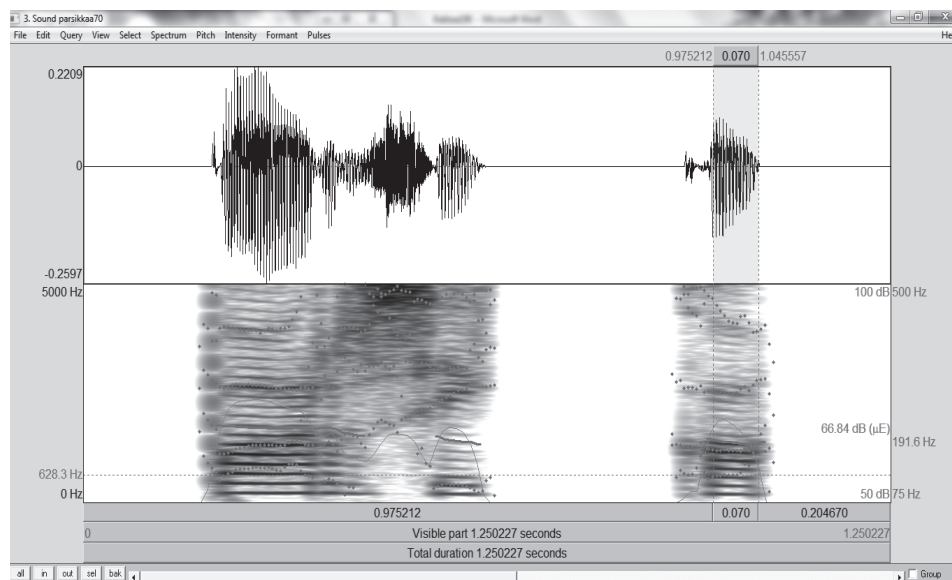 3. Sound parsikkaa70
File Edit Query View Select Spectrum Pitch Intensity Formant Pulses He
0.975212 0.070 1.045557
0.2209
0
-0.2597
5000 Hz 100 dB 500 Hz
66.84 dB (µE)
191.6 Hz
628.3 Hz
0 Hz 50 dB 75 Hz
0.975212 0.070 0.204670
0 Visible part 1.250227 seconds 1.250227
Total duration 1.250227 seconds
all in out sel bak Group